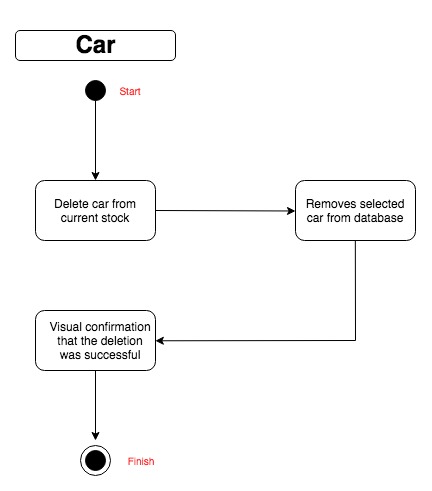 Car
Start
Delete car from
current stock
Removes selected
car from database
Visual confirmation
that the deletion
was successful
Finish